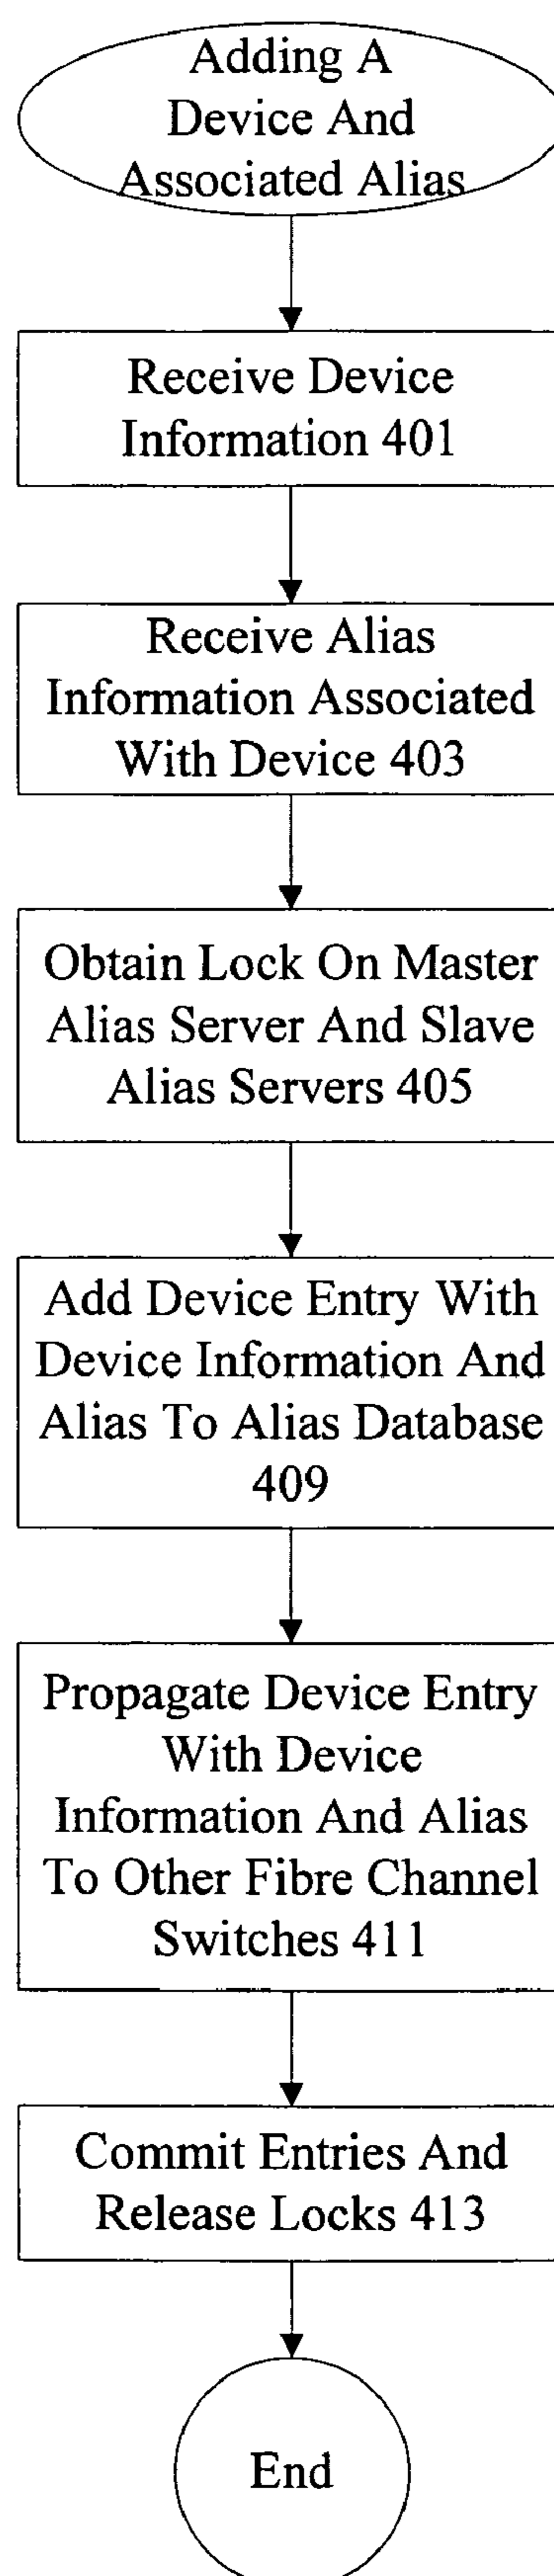 Adding A
Device And
Associated Alias
Receive Device
Information 401
Receive Alias
Information Associated
With Device 403
Obtain Lock On Master
Alias Server And Slave
Alias Servers 405
Add Device Entry With
Device Information And
Alias To Alias Database
409
Propagate Device Entry
With Device
Information And Alias
To Other Fibre Channel
Switches 411
Commit Entries And
Release Locks 413
End